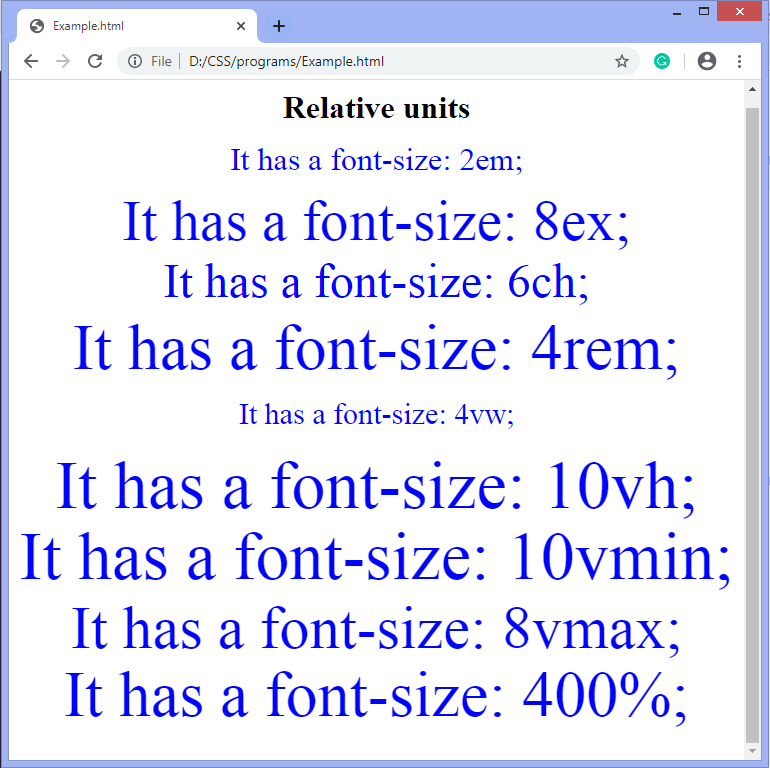 Example.html
File D:/CSS/programs/Example.html
Relative units
It has a font-size: 2em;
It has a font-size: 8ex;
It has a font-size: 6ch;
It has a font-size: 4rem;
It has a font-size: 4vw;
It has a font-size: 10vh;
It has a font-size: 10vmin;
It has a font-size: 8vmax;
It has a font-size: 400%;